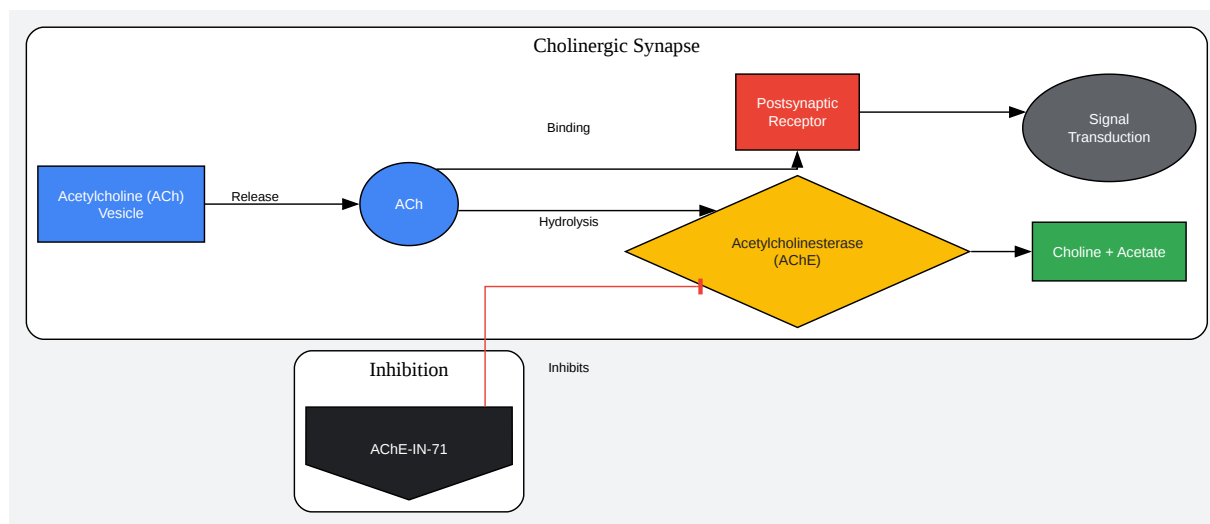 Cholinergic Synapse
Acetylcholine (ACh)
Vesicle
Release
ACh
Binding
Hydrolysis
Postsynaptic
Receptor
Signal
Transduction
Acetylcholinesterase
(AChE)
Choline + Acetate
Inhibition
Inhibits
AChE-IN-71